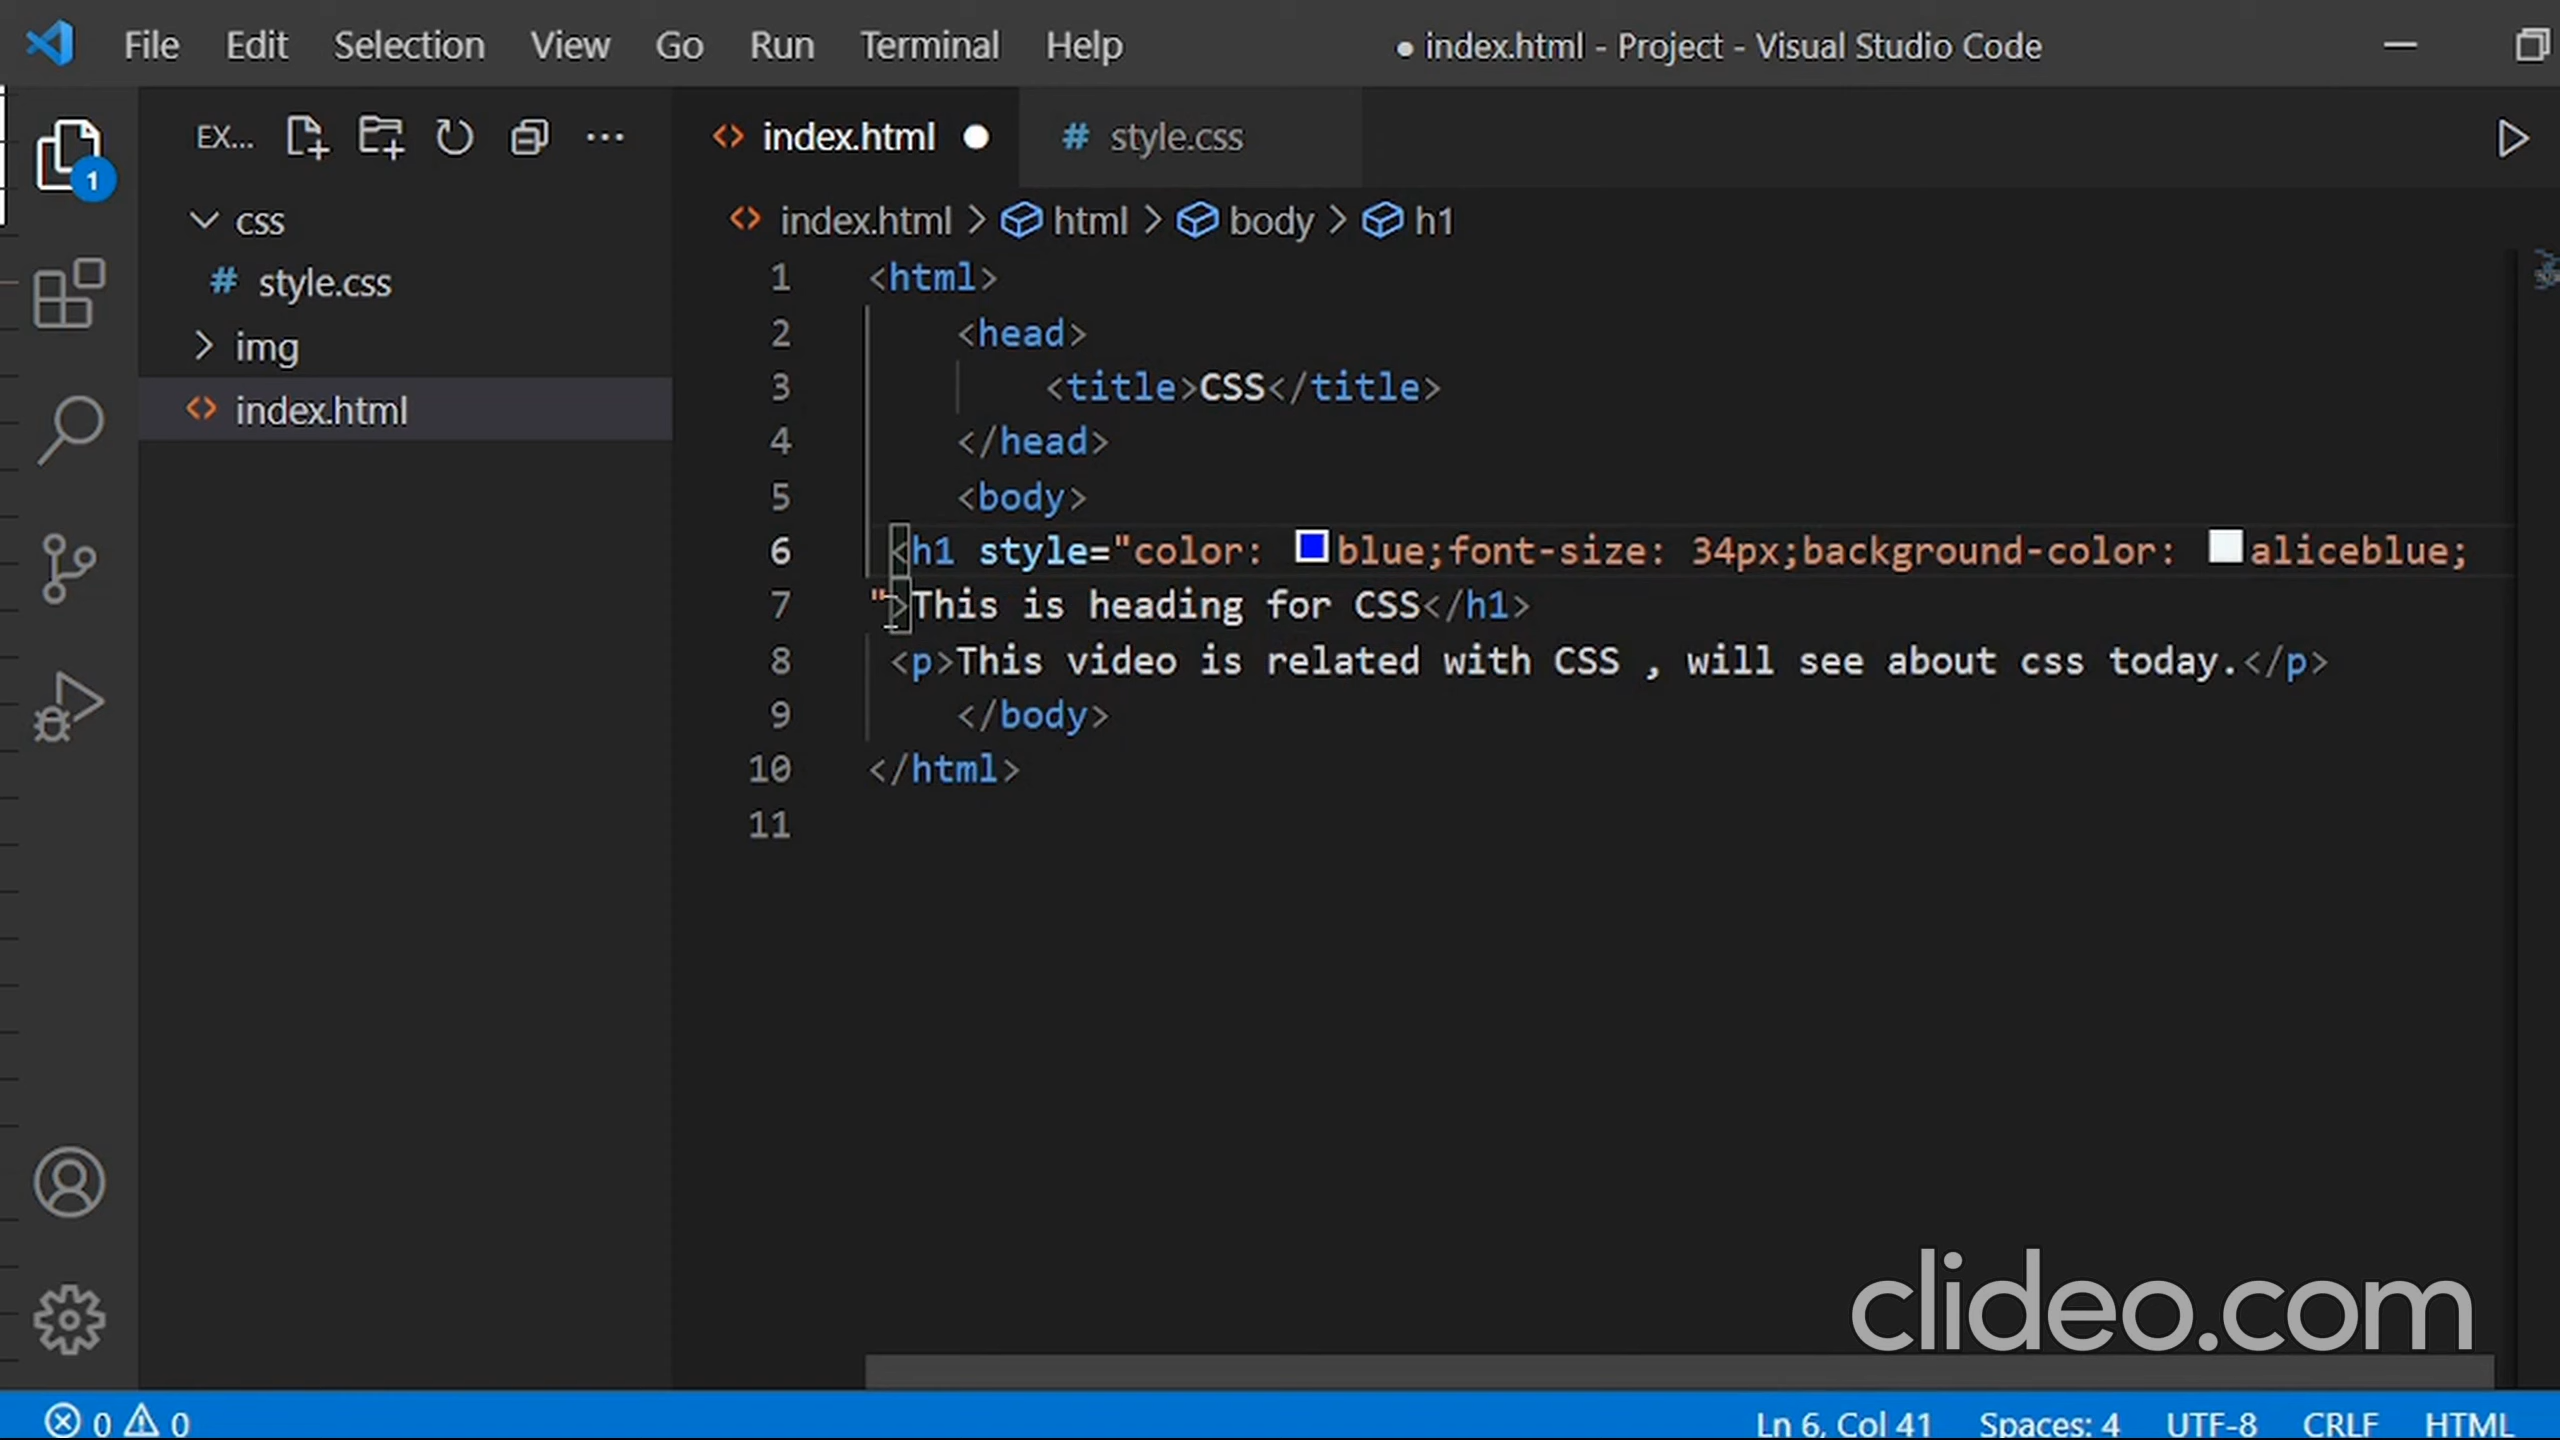 File Edit Selection View Go Run Terminal Help ● index.html - Project - Visual Studio Code
EX... index.html style.css
1
css
style.css
img
index.html
index.html > html > body > h1
1 <html>
2 <head>
3 <title>CSS</title>
4 </head>
5 <body>
6 <h1 style="color: blue;font-size: 34px;background-color: aliceblue;
7 ">This is heading for CSS</h1>
8 <p>This video is related with CSS , will see about css today.</p>
9 </body>
10 </html>
11
clideo.com
0 0 Ln 6, Col 41 Spaces: 4 UTF-8 CRLF HTML